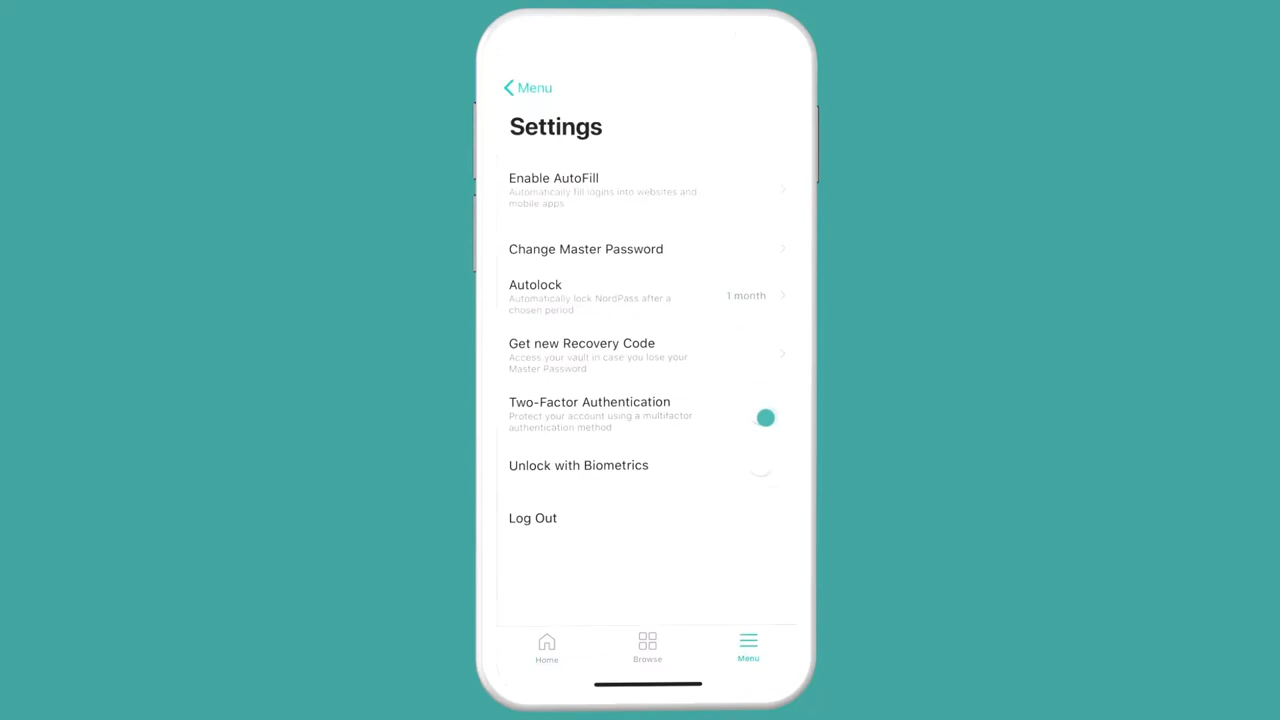 Menu
Settings
Enable AutoFill
Automatically fill logins into websites and
mobile apps
Change Master Password
Autolock
Automatically lock NordPass after a
chosen period
1 month
Get new Recovery Code
Access your vault in case you lose your
Master Password
Two-Factor Authentication
Protect your account using a multifactor
authentication method
Unlock with Biometrics
Log Out
Home
Browse
Menu